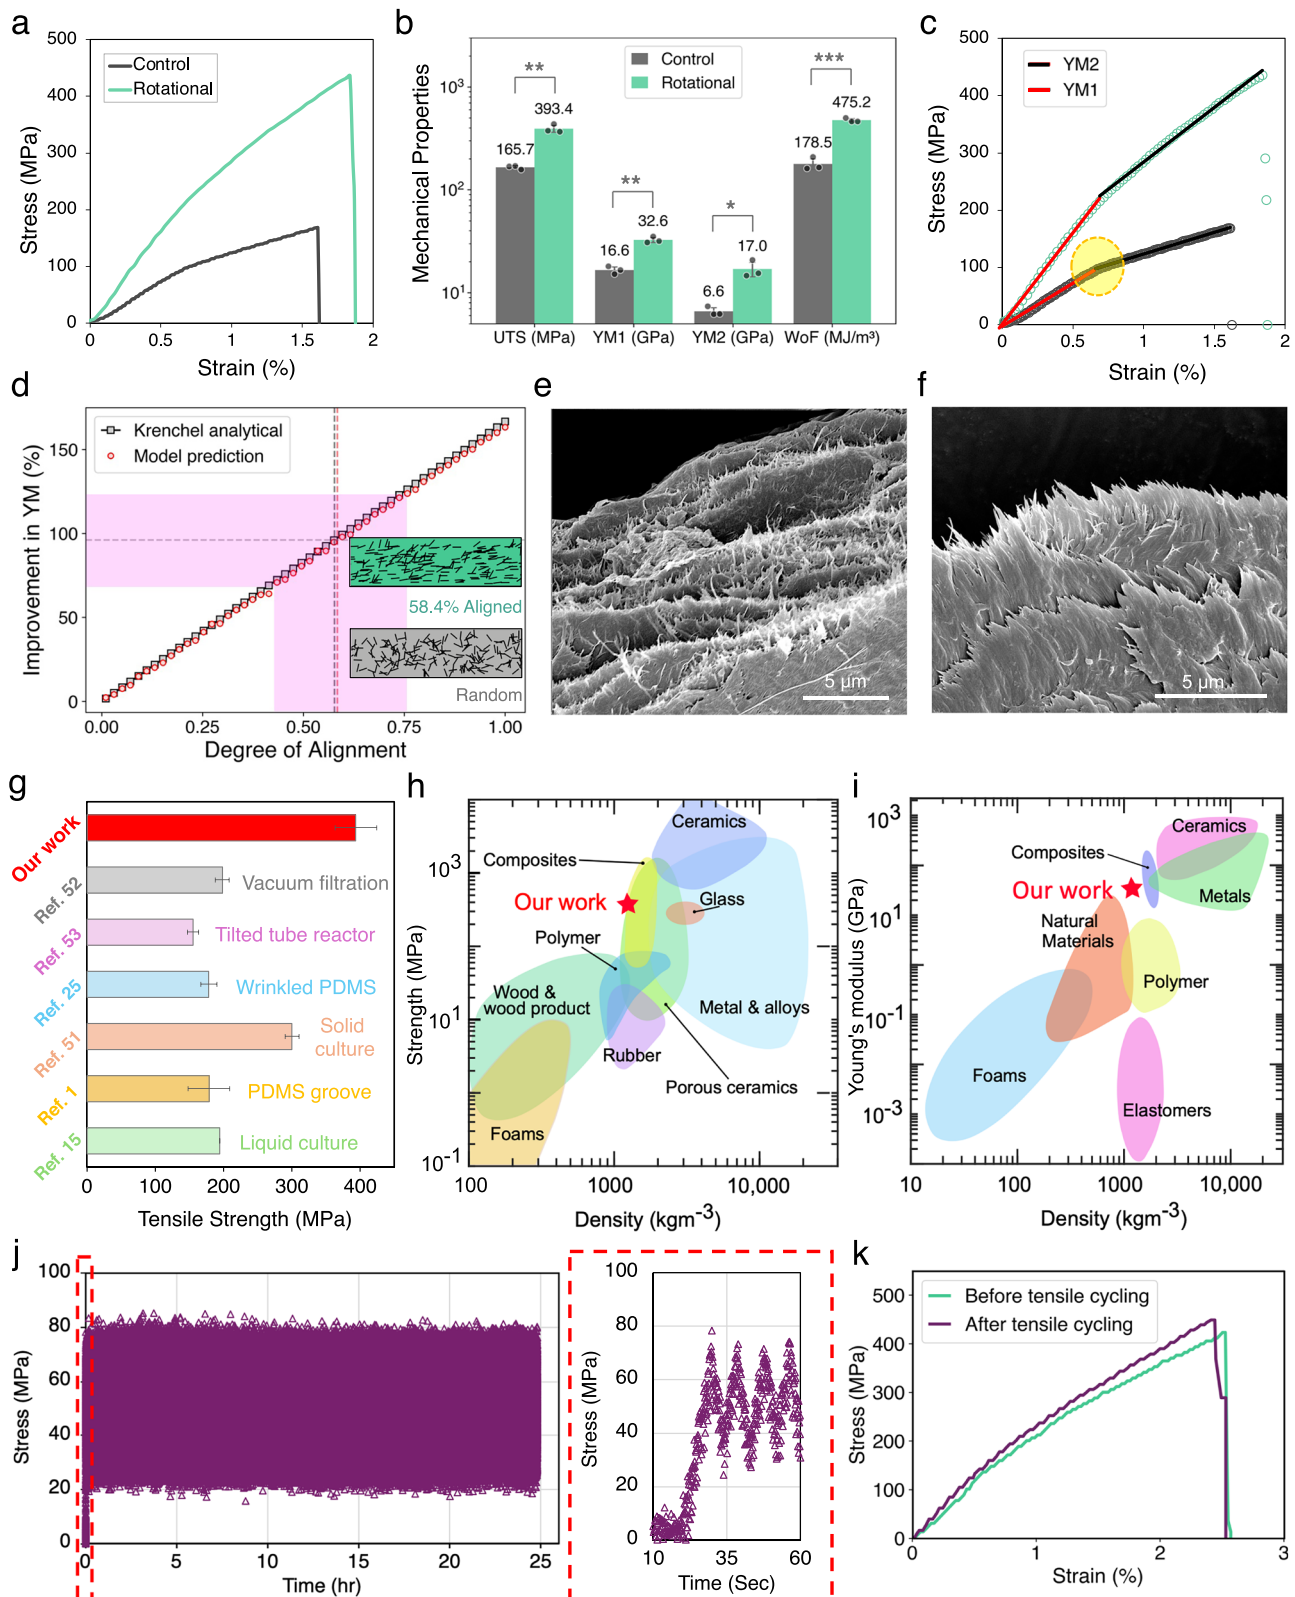 a
500
400
300
200
100
0
Stress (MPa)
Control
Rotational
0
0.5
1
1.5
2
Strain (%)
b
Mechanical Properties
10³
10²
10¹
Control
Rotational
**
165.7
393.4
**
16.6
32.6
*
6.6
17.0
***
178.5
475.2
UTS (MPa)
YM1 (GPa)
YM2 (GPa)
WoF (MJ/m³)
c
500
400
300
200
100
0
Stress (MPa)
YM2
YM1
0
0.5
1
1.5
2
Strain (%)
d
Improvement in YM (%)
150
100
50
0
Krenchel analytical
Model prediction
58.4% Aligned
Random
0.00
0.25
0.50
0.75
1.00
Degree of Alignment
e
5 µm
f
5 µm
g
Our work
Ref. 52
Vacuum filtration
Ref. 53
Tilted tube reactor
Ref. 25
Wrinkled PDMS
Ref. 51
Solid
culture
Ref. 1
PDMS groove
Ref. 15
Liquid culture
0
100
200
300
400
Tensile Strength (MPa)
h
Strength (MPa)
10³
10¹
10⁻¹
Ceramics
Composites
Our work
Glass
Polymer
Wood &
wood product
Metal & alloys
Rubber
Porous ceramics
Foams
100
1000
10,000
Density (kgm⁻³)
i
Young's modulus (GPa)
10³
10¹
10⁻¹
10⁻³
Ceramics
Composites
Our work
Metals
Natural
Materials
Polymer
Foams
Elastomers
10
100
1000
10,000
Density (kgm⁻³)
j
100
80
60
40
20
0
Stress (MPa)
0
5
10
15
20
25
Time (hr)
100
80
60
40
20
0
Stress (MPa)
10
35
60
Time (Sec)
k
500
400
300
200
100
0
Stress (MPa)
Before tensile cycling
After tensile cycling
0
1
2
3
Strain (%)